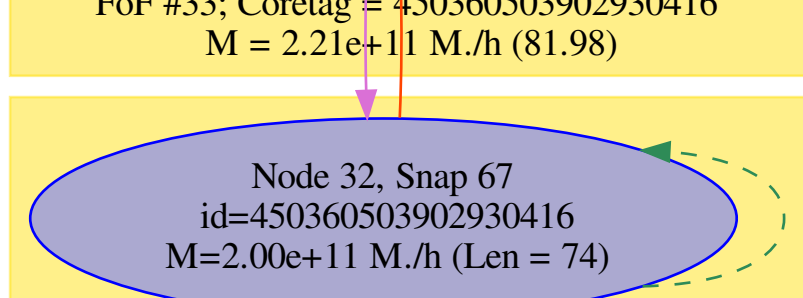 FoF #33; Coretag = 450360503902930416
M = 2.21e+11 M./h (81.98)
Node 32, Snap 67
id=450360503902930416
M=2.00e+11 M./h (Len = 74)